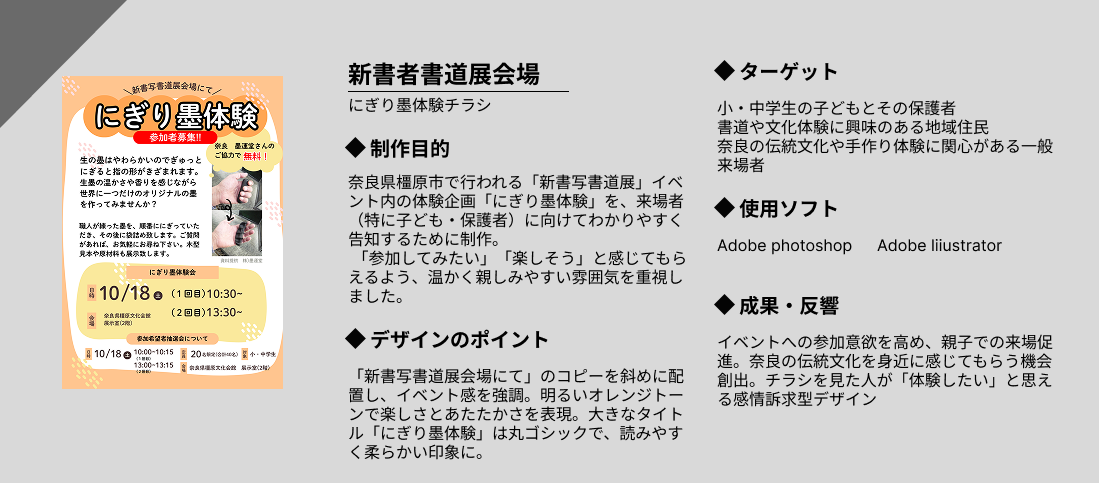 ＼新書写書道展会場にて／
にぎり墨体験
参加者募集!!
奈良　墨運堂さんの
ご協力で 無料！
生の墨はやわらかいのでぎゅっと
にぎると指の形がきざまれます。
生墨の温かさや香りを感じながら
世界に一つだけのオリジナルの墨
を作ってみませんか？
職人が練った墨を、順番ににぎっていた
だき、その後に袋詰め致します。ご質問
があれば、お気軽にお尋ね下さい。木型
見本や原材料も展示致します。
にぎり墨体験会
日時 10/18 土 (１回目)10:30~
(２回目)13:30~
会場 奈良県橿原文化会館
展示室(2階)
参加希望者抽選会について
10/18 土 10:00~10:15
(1回目)
13:00~13:15
(2回目)
20名限定(合計40名)
小・中学生
奈良県橿原文化会館　展示室(2階)
新書者書道展会場
にぎり墨体験チラシ
◆ 制作目的
奈良県橿原市で行われる「新書写書道展」イベ
ント内の体験企画「にぎり墨体験」を、来場者
（特に子ども・保護者）に向けてわかりやすく
告知するために制作。
「参加してみたい」「楽しそう」と感じてもら
えるよう、温かく親しみやすい雰囲気を重視し
ました。
◆ デザインのポイント
「新書写書道展会場にて」のコピーを斜めに配
置し、イベント感を強調。明るいオレンジトー
ンで楽しさとあたたかさを表現。大きなタイト
ル「にぎり墨体験」は丸ゴシックで、読みやす
く柔らかい印象に。
◆ ターゲット
小・中学生の子どもとその保護者
書道や文化体験に興味のある地域住民
奈良の伝統文化や手作り体験に関心がある一般
来場者
◆ 使用ソフト
Adobe photoshop　Adobe liiustrator
◆ 成果・反響
イベントへの参加意欲を高め、親子での来場促
進。奈良の伝統文化を身近に感じてもらう機会
創出。チラシを見た人が「体験したい」と思え
る感情訴求型デザイン